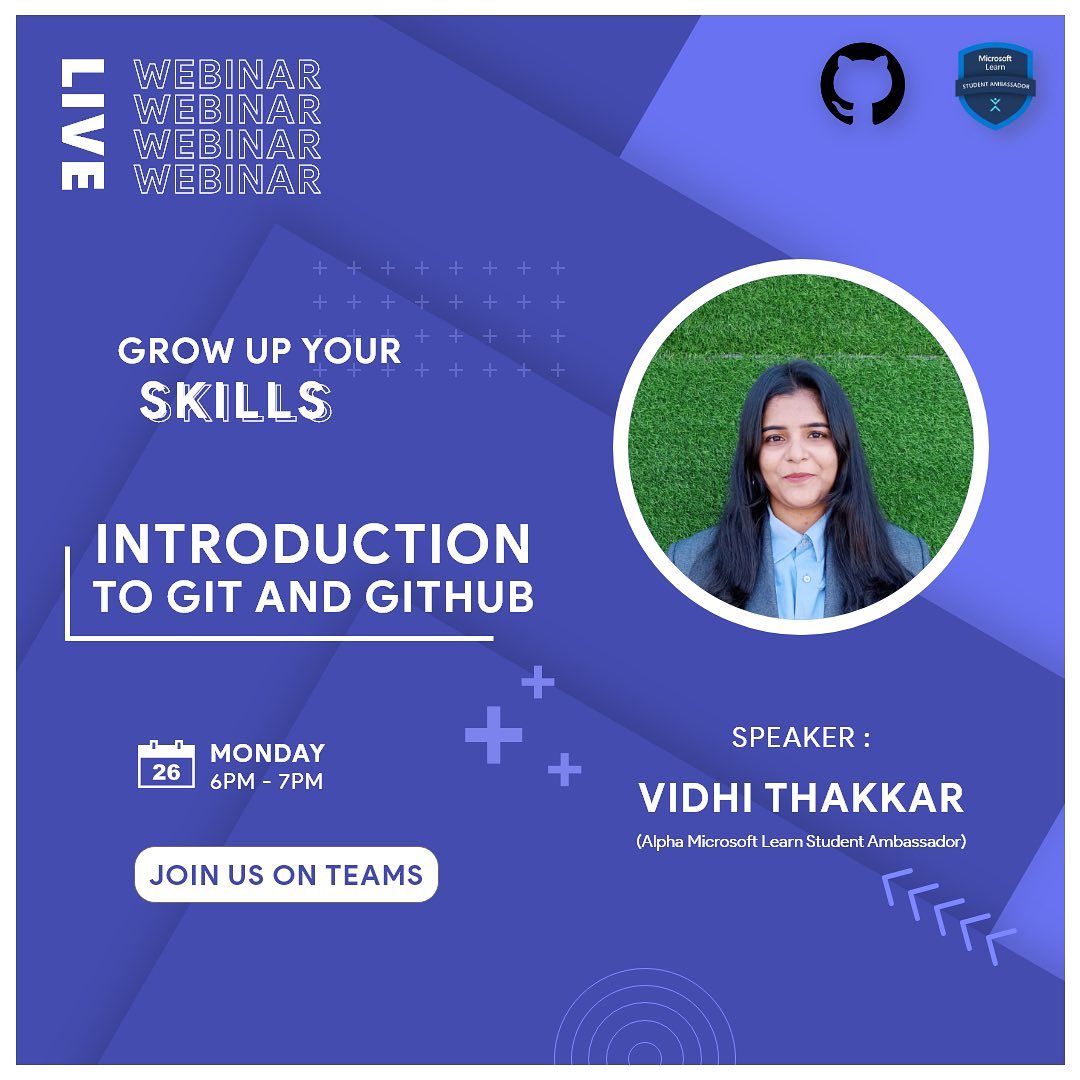 LIVE
WEBINAR
WEBINAR
WEBINAR
WEBINAR
Microsoft
Learn
STUDENT AMBASSADOR
GROW UP YOUR
SKILLS
INTRODUCTION
TO GIT AND GITHUB
26
MONDAY
6PM - 7PM
JOIN US ON TEAMS
SPEAKER :
VIDHI THAKKAR
(Alpha Microsoft Learn Student Ambassador)